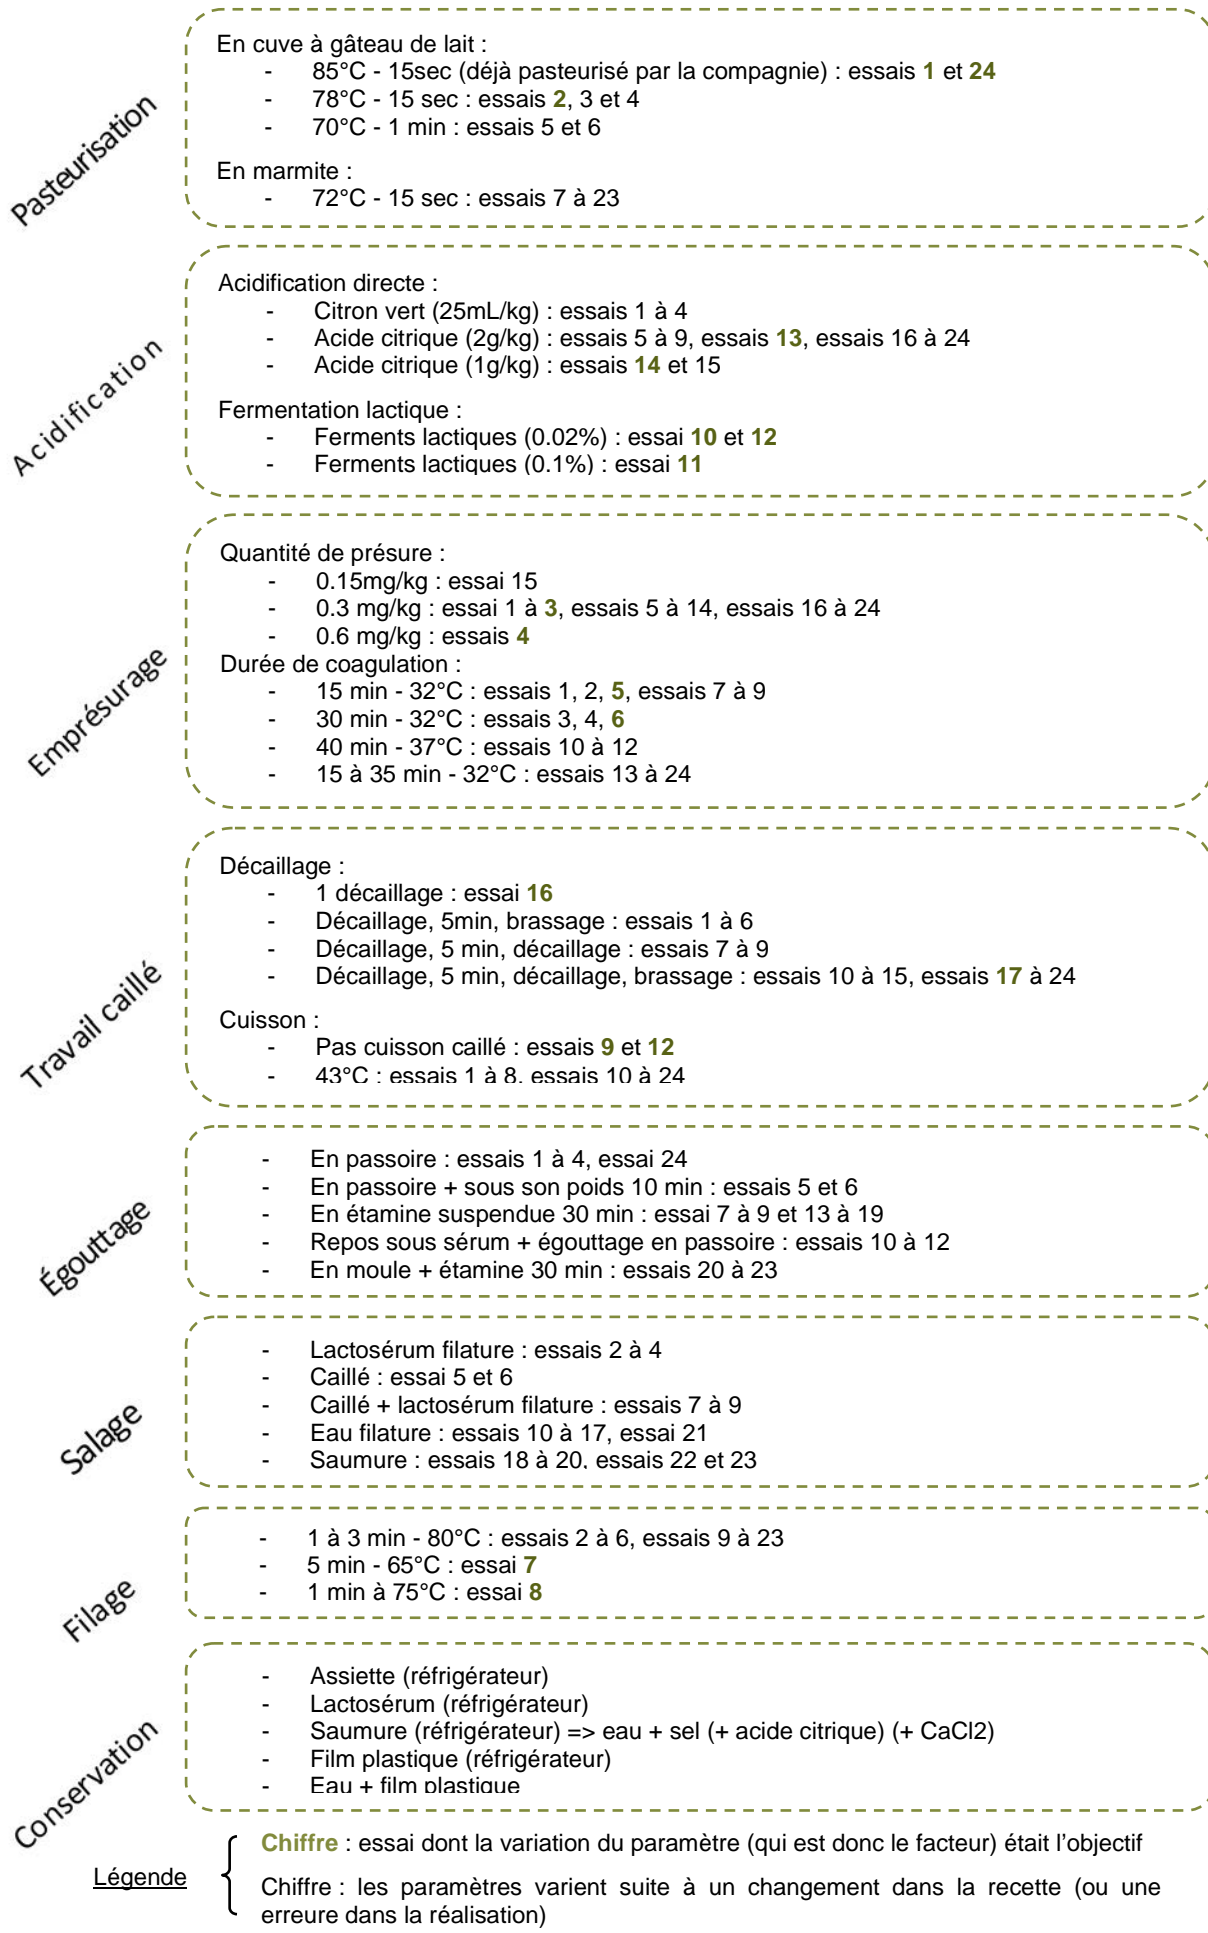 Pasteurisation
En cuve à gâteau de lait :
- 85°C - 15sec (déjà pasteurisé par la compagnie) : essais 1 et 24
- 78°C - 15 sec : essais 2, 3 et 4
- 70°C - 1 min : essais 5 et 6
En marmite :
- 72°C - 15 sec : essais 7 à 23
Acidification
Acidification directe :
- Citron vert (25mL/kg) : essais 1 à 4
- Acide citrique (2g/kg) : essais 5 à 9, essais 13, essais 16 à 24
- Acide citrique (1g/kg) : essais 14 et 15
Fermentation lactique :
- Ferments lactiques (0.02%) : essai 10 et 12
- Ferments lactiques (0.1%) : essai 11
Emprésurage
Quantité de présure :
- 0.15mg/kg : essai 15
- 0.3 mg/kg : essai 1 à 3, essais 5 à 14, essais 16 à 24
- 0.6 mg/kg : essais 4
Durée de coagulation :
- 15 min - 32°C : essais 1, 2, 5, essais 7 à 9
- 30 min - 32°C : essais 3, 4, 6
- 40 min - 37°C : essais 10 à 12
- 15 à 35 min - 32°C : essais 13 à 24
Travail caillé
Décaillage :
- 1 décaillage : essai 16
- Décaillage, 5min, brassage : essais 1 à 6
- Décaillage, 5 min, décaillage : essais 7 à 9
- Décaillage, 5 min, décaillage, brassage : essais 10 à 15, essais 17 à 24
Cuisson :
- Pas cuisson caillé : essais 9 et 12
- 43°C : essais 1 à 8, essais 10 à 24
Égouttage
- En passoire : essais 1 à 4, essai 24
- En passoire + sous son poids 10 min : essais 5 et 6
- En étamine suspendue 30 min : essai 7 à 9 et 13 à 19
- Repos sous sérum + égouttage en passoire : essais 10 à 12
- En moule + étamine 30 min : essais 20 à 23
Salage
- Lactosérum filature : essais 2 à 4
- Caillé : essai 5 et 6
- Caillé + lactosérum filature : essais 7 à 9
- Eau filature : essais 10 à 17, essai 21
- Saumure : essais 18 à 20, essais 22 et 23
Filage
- 1 à 3 min - 80°C : essais 2 à 6, essais 9 à 23
- 5 min - 65°C : essai 7
- 1 min à 75°C : essai 8
Conservation
- Assiette (réfrigérateur)
- Lactosérum (réfrigérateur)
- Saumure (réfrigérateur) => eau + sel (+ acide citrique) (+ CaCl2)
- Film plastique (réfrigérateur)
- Eau + film plastique
Légende
Chiffre : essai dont la variation du paramètre (qui est donc le facteur) était l'objectif
Chiffre : les paramètres varient suite à un changement dans la recette (ou une
erreure dans la réalisation)